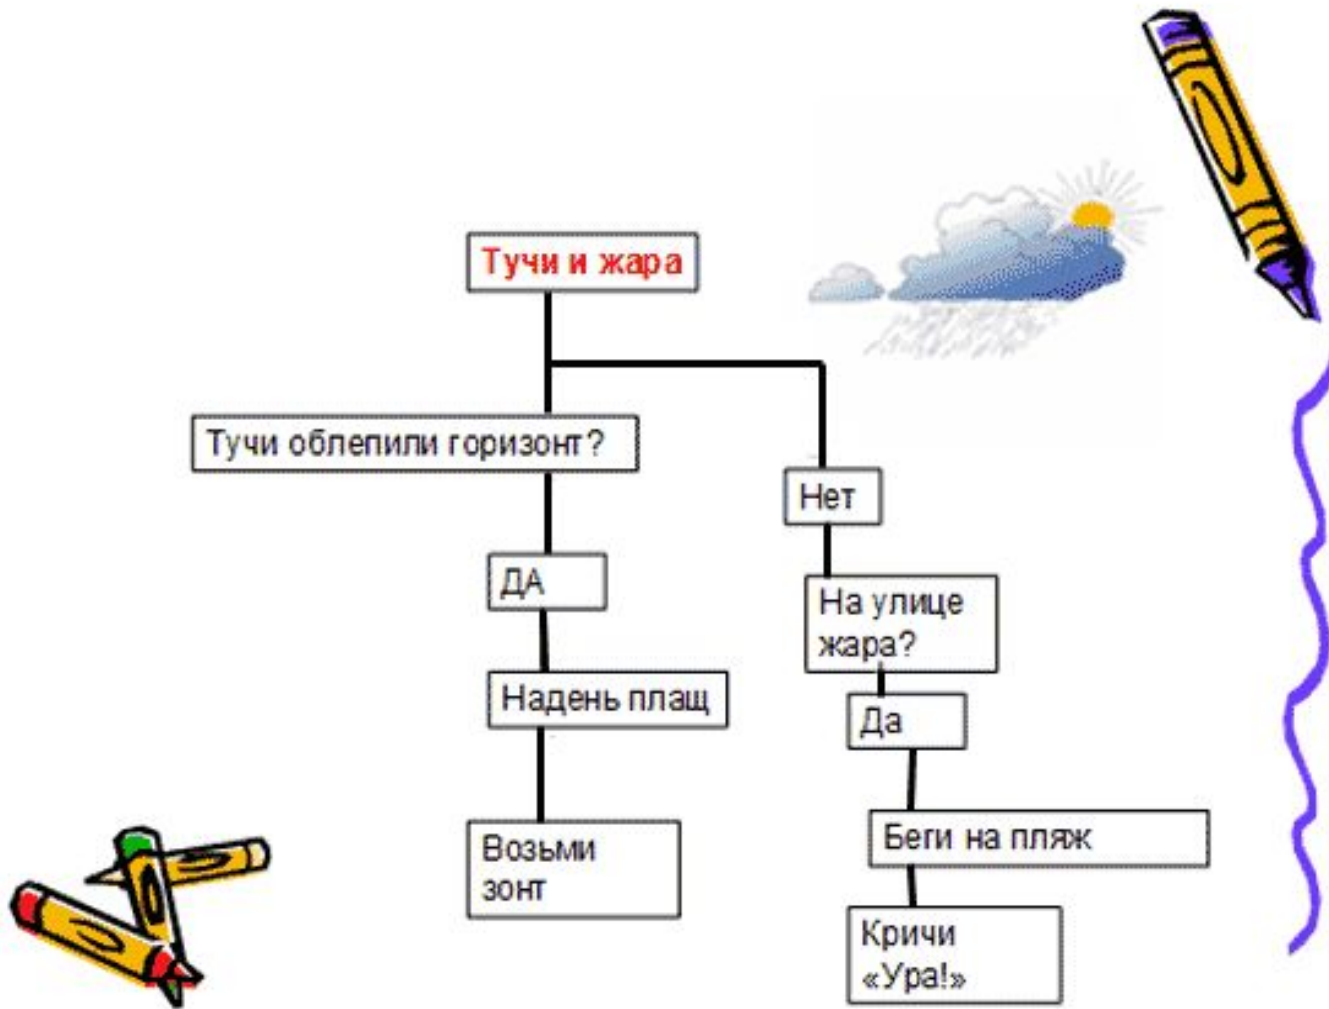 Тучи и жара
Тучи облепили горизонт?
Нет
ДА
На улице
жара?
Надень плащ
Да
Возьми
зонт
Беги на пляж
Кричи
«Ура!»